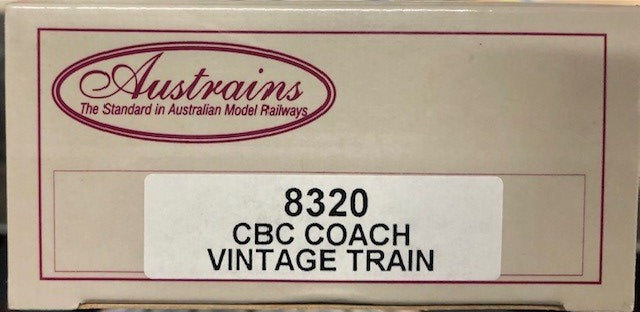 Austrains
The Standard in Australian Model Railways
8320
CBC COACH
VINTAGE TRAIN